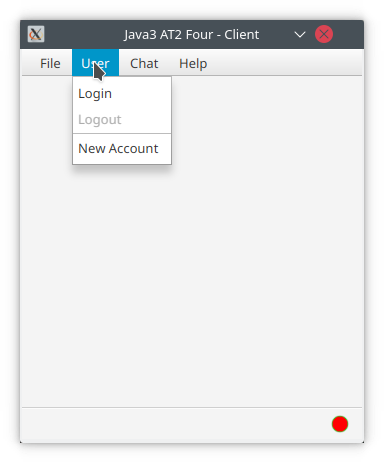 Java3 AT2 Four - Client
File User Chat Help
Login
Logout
New Account